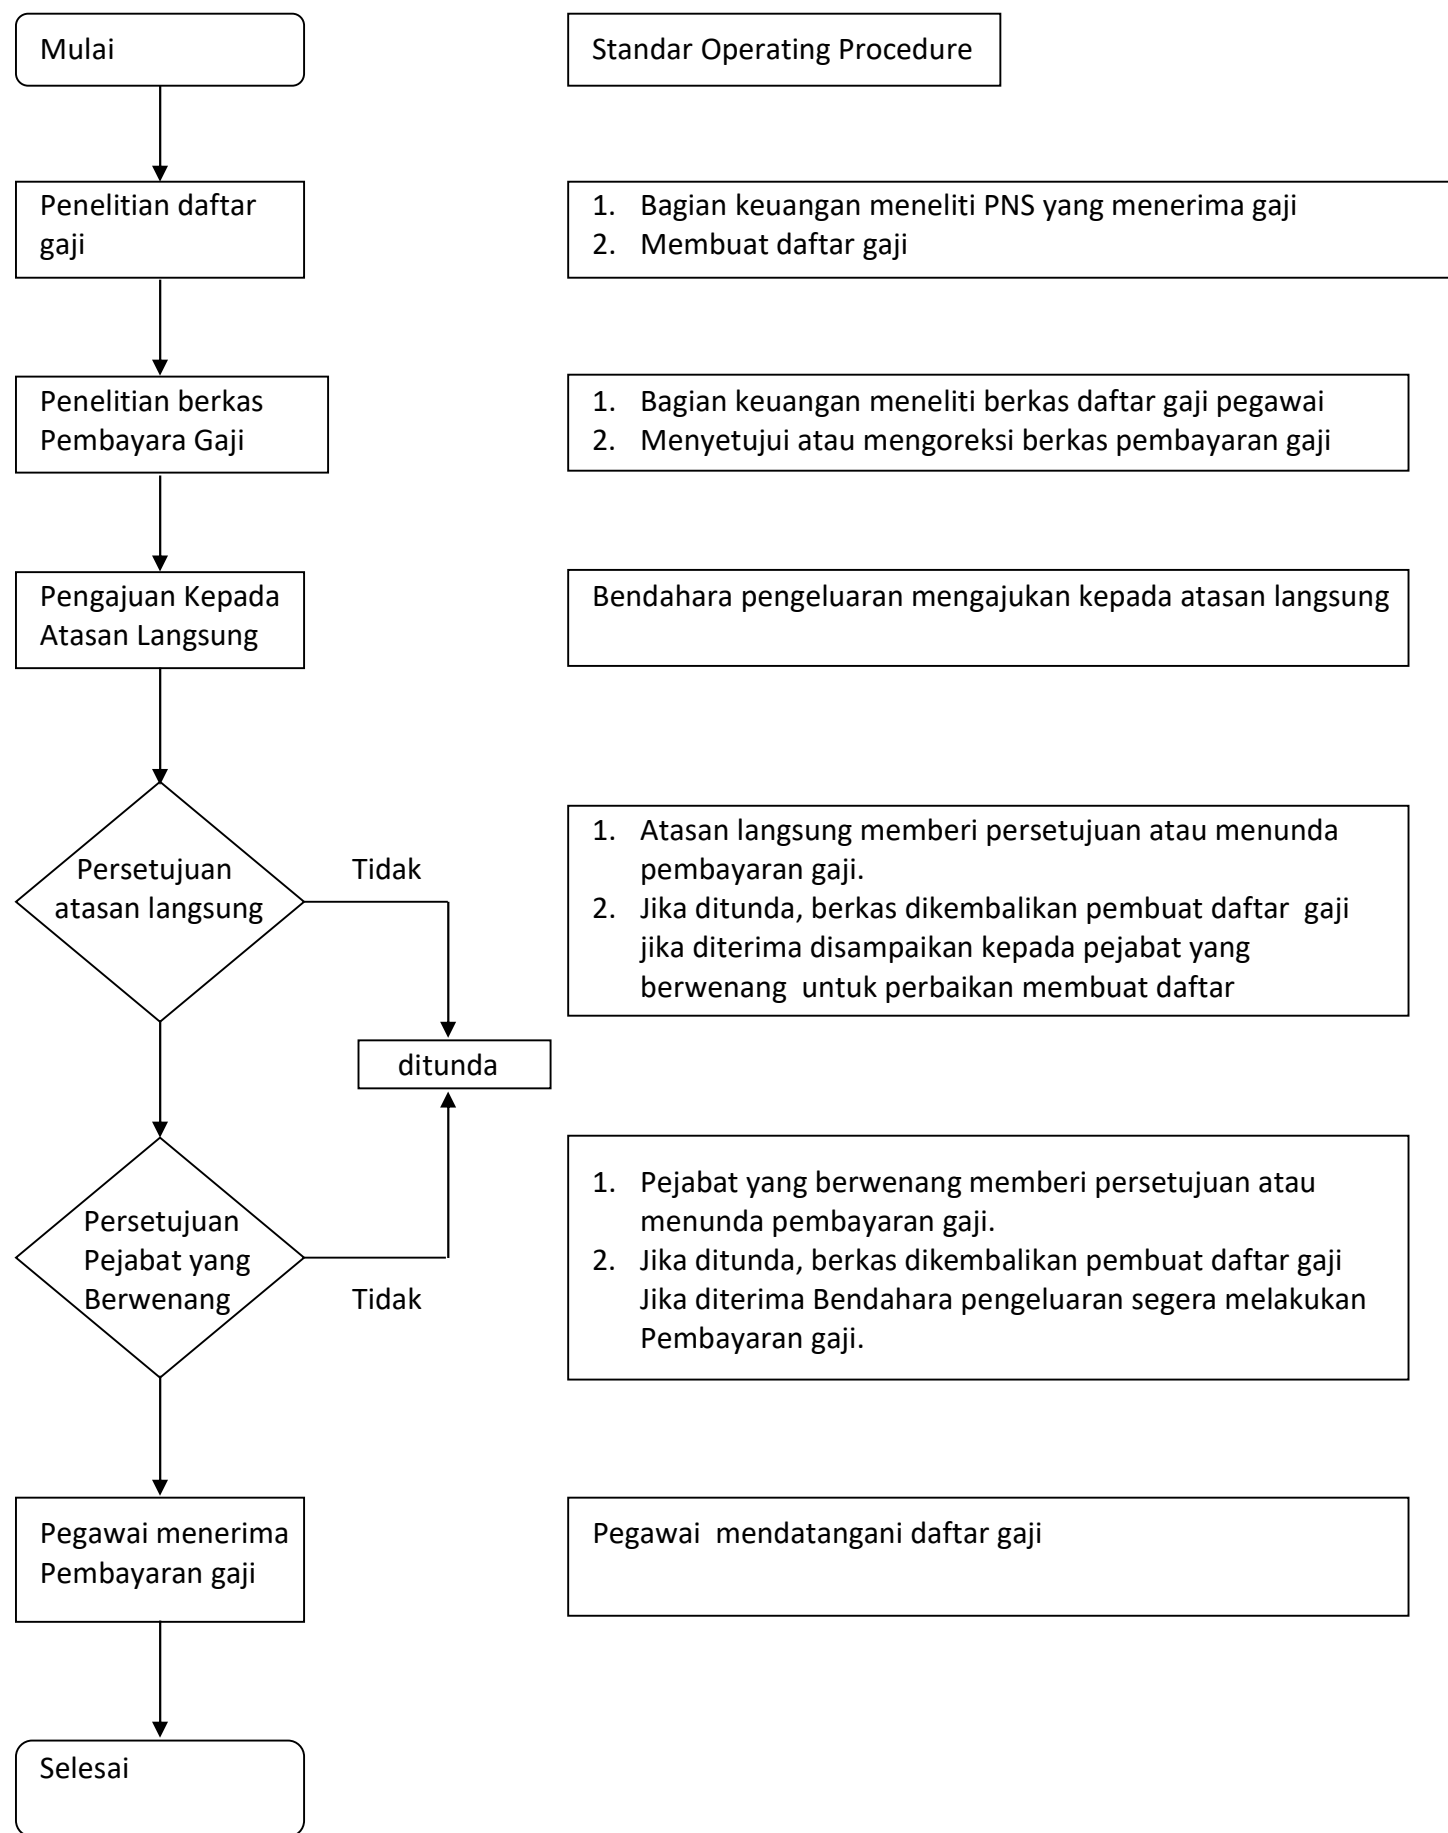 Mulai
Standar Operating Procedure
Penelitian daftar
gaji
1. Bagian keuangan meneliti PNS yang menerima gaji
2. Membuat daftar gaji
Penelitian berkas
Pembayara Gaji
1. Bagian keuangan meneliti berkas daftar gaji pegawai
2. Menyetujui atau mengoreksi berkas pembayaran gaji
Pengajuan Kepada
Atasan Langsung
Bendahara pengeluaran mengajukan kepada atasan langsung
Persetujuan
atasan langsung
Tidak
1. Atasan langsung memberi persetujuan atau menunda
pembayaran gaji.
2. Jika ditunda, berkas dikembalikan pembuat daftar gaji
jika diterima disampaikan kepada pejabat yang
berwenang untuk perbaikan membuat daftar
ditunda
Persetujuan
Pejabat yang
Berwenang
Tidak
1. Pejabat yang berwenang memberi persetujuan atau
menunda pembayaran gaji.
2. Jika ditunda, berkas dikembalikan pembuat daftar gaji
Jika diterima Bendahara pengeluaran segera melakukan
Pembayaran gaji.
Pegawai menerima
Pembayaran gaji
Pegawai mendatangani daftar gaji
Selesai